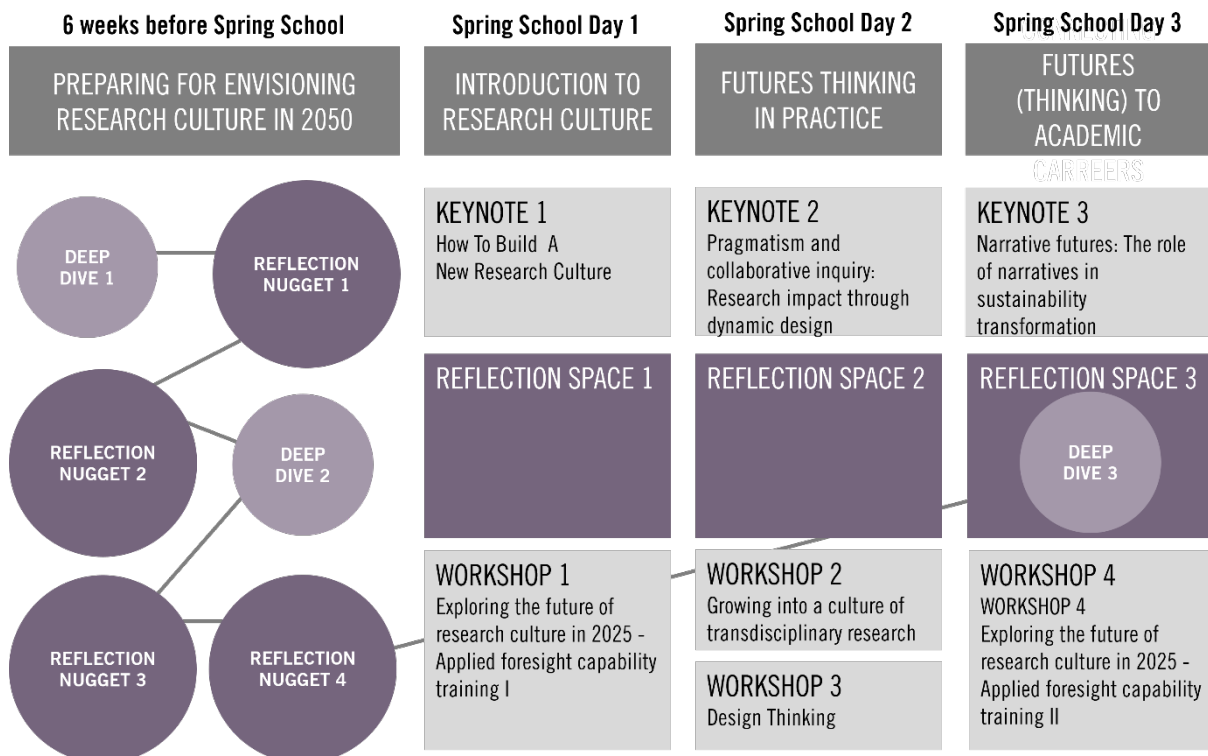 6 weeks before Spring School
PREPARING FOR ENVISIONING
RESEARCH CULTURE IN 2050
DEEP
DIVE 1
REFLECTION
NUGGET 1
REFLECTION
NUGGET 2
DEEP
DIVE 2
REFLECTION
NUGGET 3
REFLECTION
NUGGET 4
Spring School Day 1
INTRODUCTION TO
RESEARCH CULTURE
KEYNOTE 1
How To Build A
New Research Culture
REFLECTION SPACE 1
WORKSHOP 1
Exploring the future of
research culture in 2025 -
Applied foresight capability
training I
Spring School Day 2
FUTURES THINKING
IN PRACTICE
KEYNOTE 2
Pragmatism and
collaborative inquiry:
Research impact through
dynamic design
REFLECTION SPACE 2
WORKSHOP 2
Growing into a culture of
transdisciplinary research
WORKSHOP 3
Design Thinking
Spring School Day 3
FUTURES
(THINKING) TO
ACADEMIC
CARREERS
KEYNOTE 3
Narrative futures: The role
of narratives in
sustainability
transformation
REFLECTION SPACE 3
DEEP
DIVE 3
WORKSHOP 4
WORKSHOP 4
Exploring the future of
research culture in 2025 -
Applied foresight capability
training II